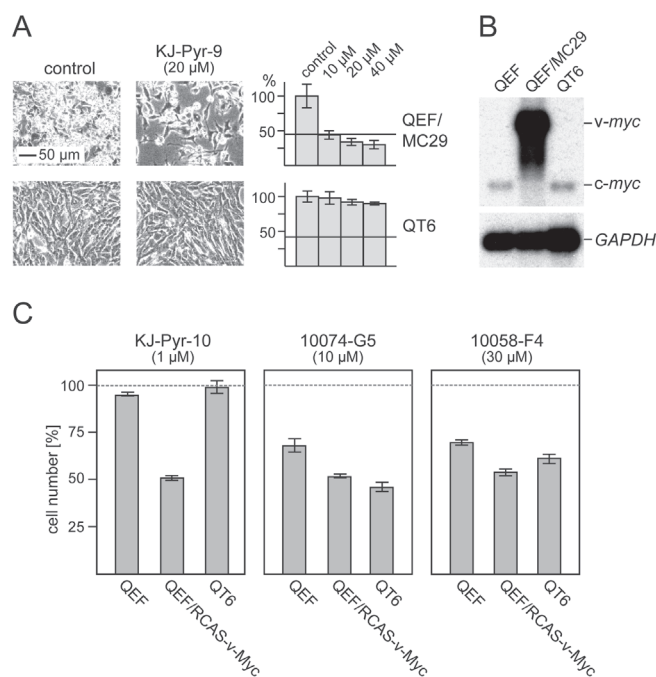 A
control
KJ-Pyr-9
(20 µM)
50 µm
%
control
10 µM
20 µM
40 µM
100
50
QEF/
MC29
100
50
QT6
B
QEF
QEF/MC29
QT6
v-myc
c-myc
GAPDH
C
KJ-Pyr-10
(1 µM)
10074-G5
(10 µM)
10058-F4
(30 µM)
cell number [%]
100
75
50
25
QEF
QEF/RCAS-v-Myc
QT6
QEF
QEF/RCAS-v-Myc
QT6
QEF
QEF/RCAS-v-Myc
QT6